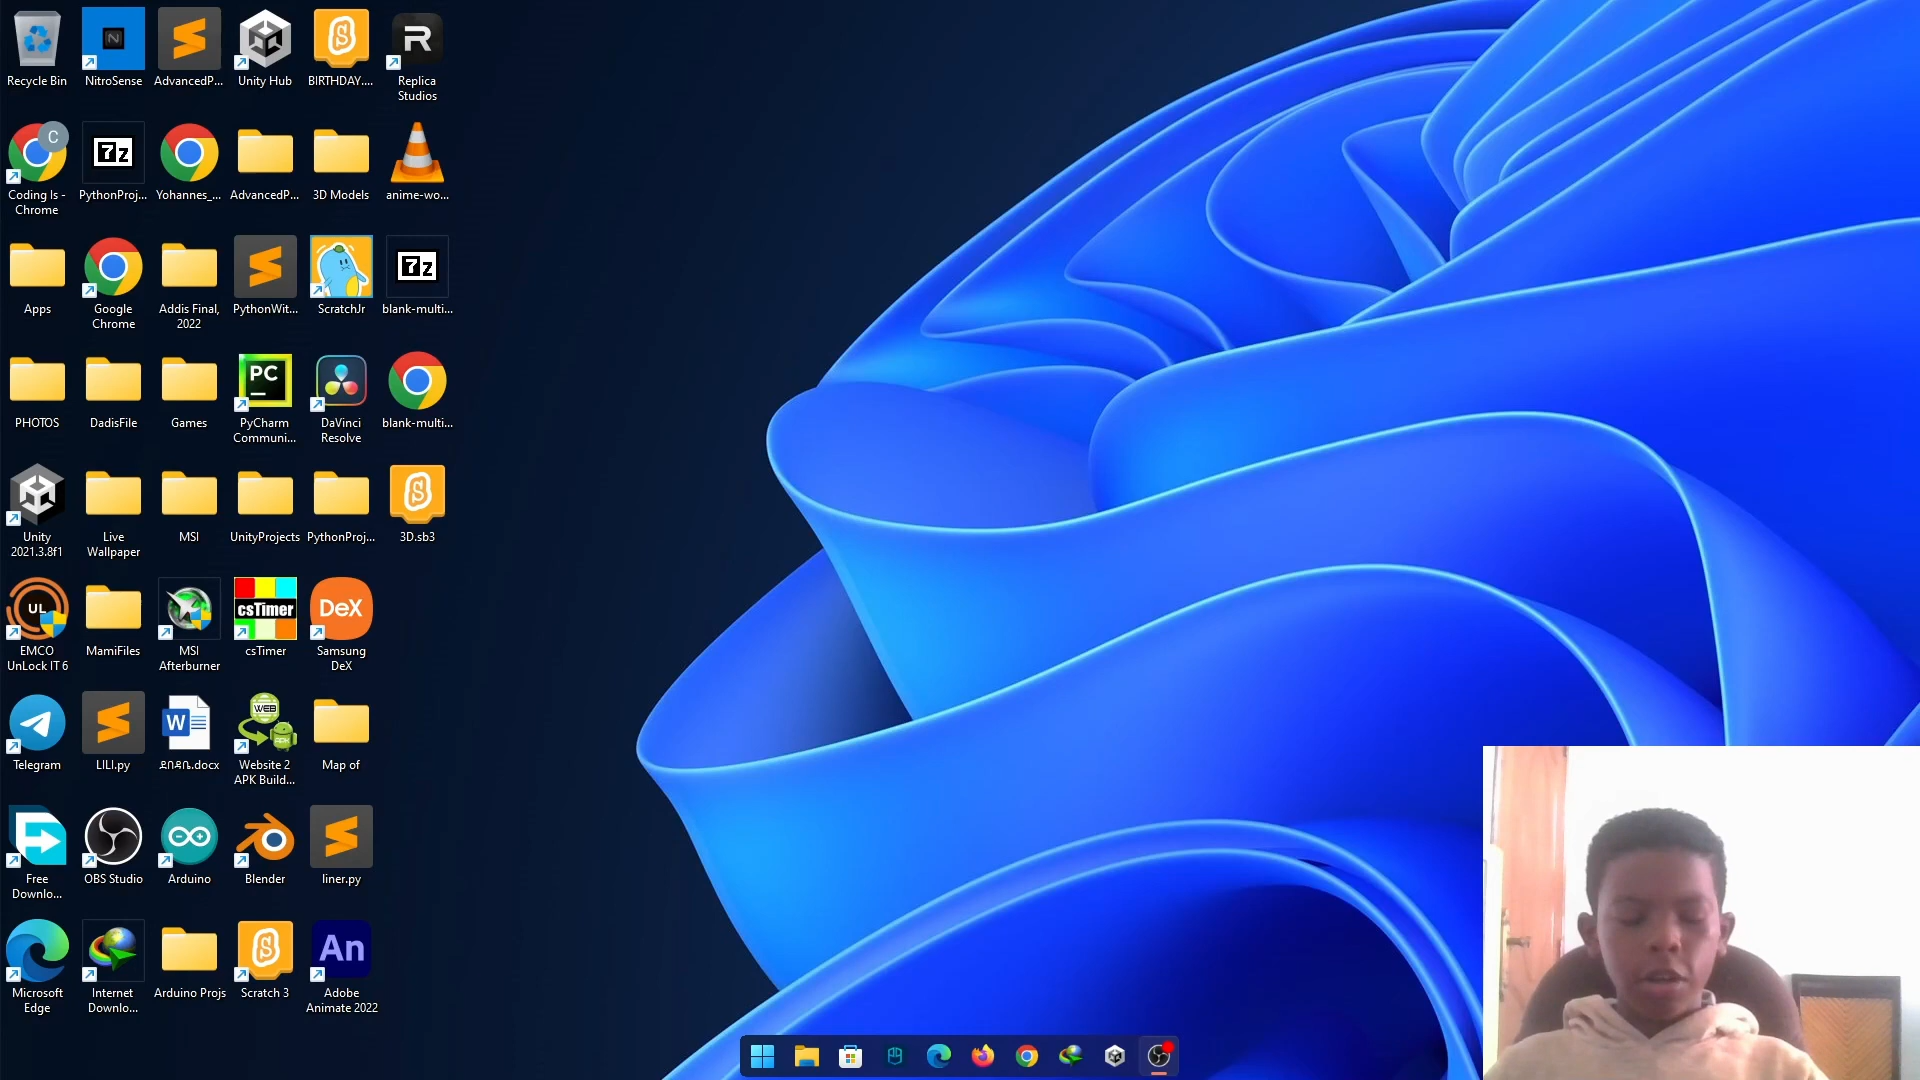 Recycle Bin
NitroSense
AdvancedP...
Unity Hub
BIRTHDAY....
Replica
Studios
Coding Is -
Chrome
PythonProj...
Yohannes_...
AdvancedP...
3D Models
anime-wo...
Apps
Google
Chrome
Addis Final,
2022
PythonWit...
ScratchJr
blank-multi...
PHOTOS
DadisFile
Games
PyCharm
Communi...
DaVinci
Resolve
blank-multi...
Unity
2021.3.8f1
Live
Wallpaper
MSI
UnityProjects
PythonProj...
3D.sb3
EMCO
UnLock IT 6
MamiFiles
MSI
Afterburner
csTimer
csTimer
DeX
Samsung
DeX
Telegram
LILI.py
Website 2
APK Build...
Map of
Free
Downlo...
OBS Studio
Arduino
Blender
liner.py
Microsoft
Edge
Internet
Downlo...
Arduino Projs
Scratch 3
An
Adobe
Animate 2022